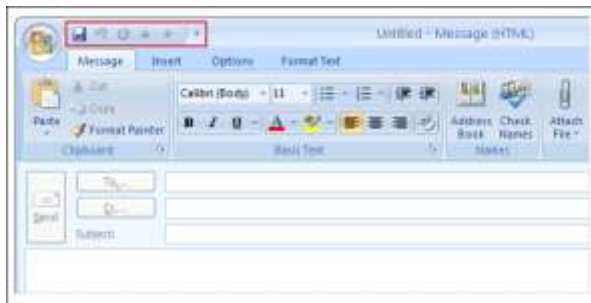 Untitled - Message (HTML)
Message Insert Options Format Text
Cut
Copy
Paste
Format Painter
Clipboard
Calibri (Body) 11
B I U A
Basic Text
Address Book
Check Names
Names
Attach File
To...
Cc...
Send
Subject: